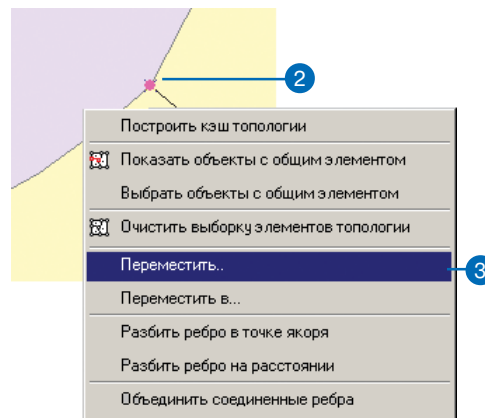 2
Построить кэш топологии
Показать объекты с общим элементом
Выбрать объекты с общим элементом
Очистить выборку элементов топологии
Переместить..
3
Переместить в...
Разбить ребро в точке якоря
Разбить ребро на расстоянии
Объединить соединенные ребра